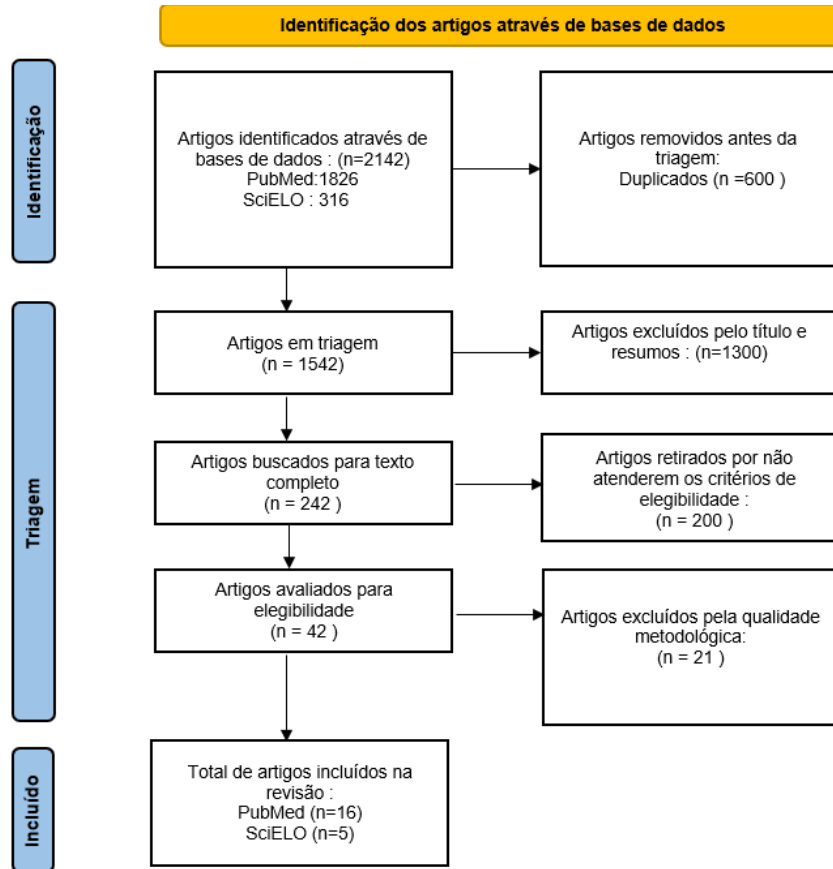 Identificação dos artigos através de bases de dados
Identificação
Artigos identificados através de
bases de dados : (n=2142)
PubMed:1826
SciELO : 316
Artigos removidos antes da
triagem:
Duplicados (n =600 )
Triagem
Artigos em triagem
(n = 1542)
Artigos excluídos pelo título e
resumos : (n=1300)
Artigos buscados para texto
completo
(n = 242 )
Artigos retirados por não
atenderem os critérios de
elegibilidade :
(n = 200 )
Artigos avaliados para
elegibilidade
(n = 42 )
Artigos excluídos pela qualidade
metodológica:
(n = 21 )
Incluído
Total de artigos incluídos na
revisão :
PubMed (n=16)
SciELO (n=5)